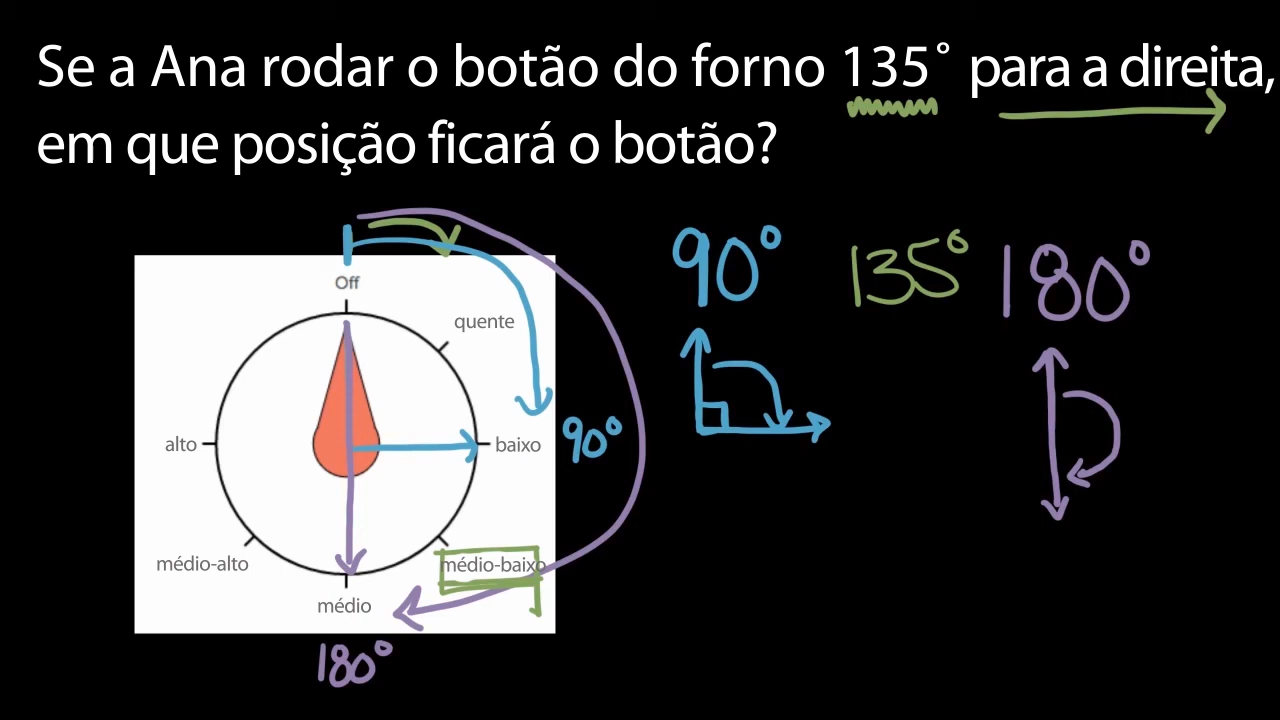 Se a Ana rodar o botão do forno 135° para a direita,
em que posição ficará o botão?
90° 135° 180°
Off
quente
alto
baixo
90°
médio-alto
médio-baixo
médio
180°